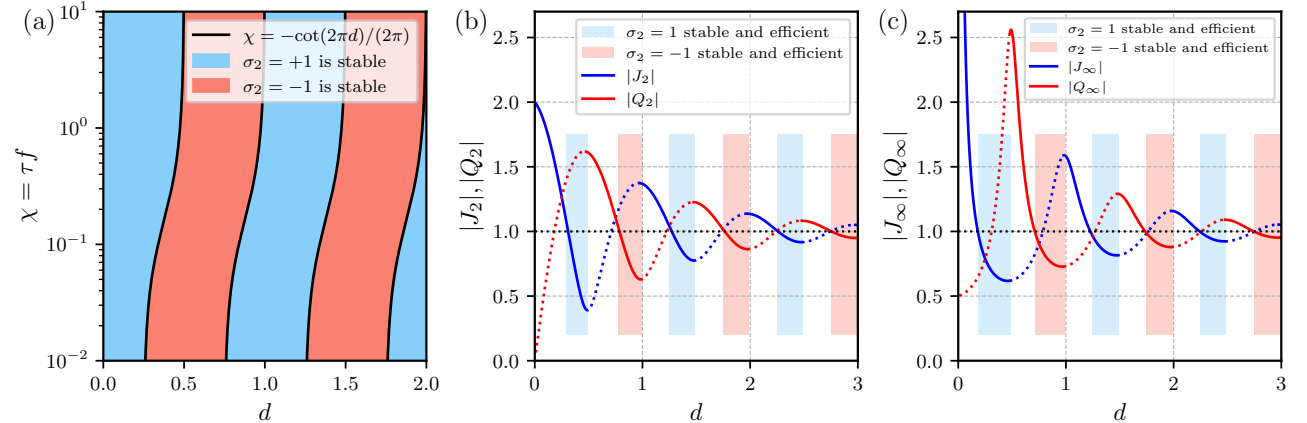 (a)
χ = τf
10¹
10⁰
10⁻¹
10⁻²
0.0 0.5 1.0 1.5 2.0
d
χ = −cot(2πd)/(2π)
σ₂ = +1 is stable
σ₂ = −1 is stable
(b)
|J₂|, |Q₂|
2.5
2.0
1.5
1.0
0.5
0.0
0 1 2 3
d
σ₂ = 1 stable and efficient
σ₂ = −1 stable and efficient
|J₂|
|Q₂|
(c)
|J∞|, |Q∞|
2.5
2.0
1.5
1.0
0.5
0.0
0 1 2 3
d
σ₂ = 1 stable and efficient
σ₂ = −1 stable and efficient
|J∞|
|Q∞|